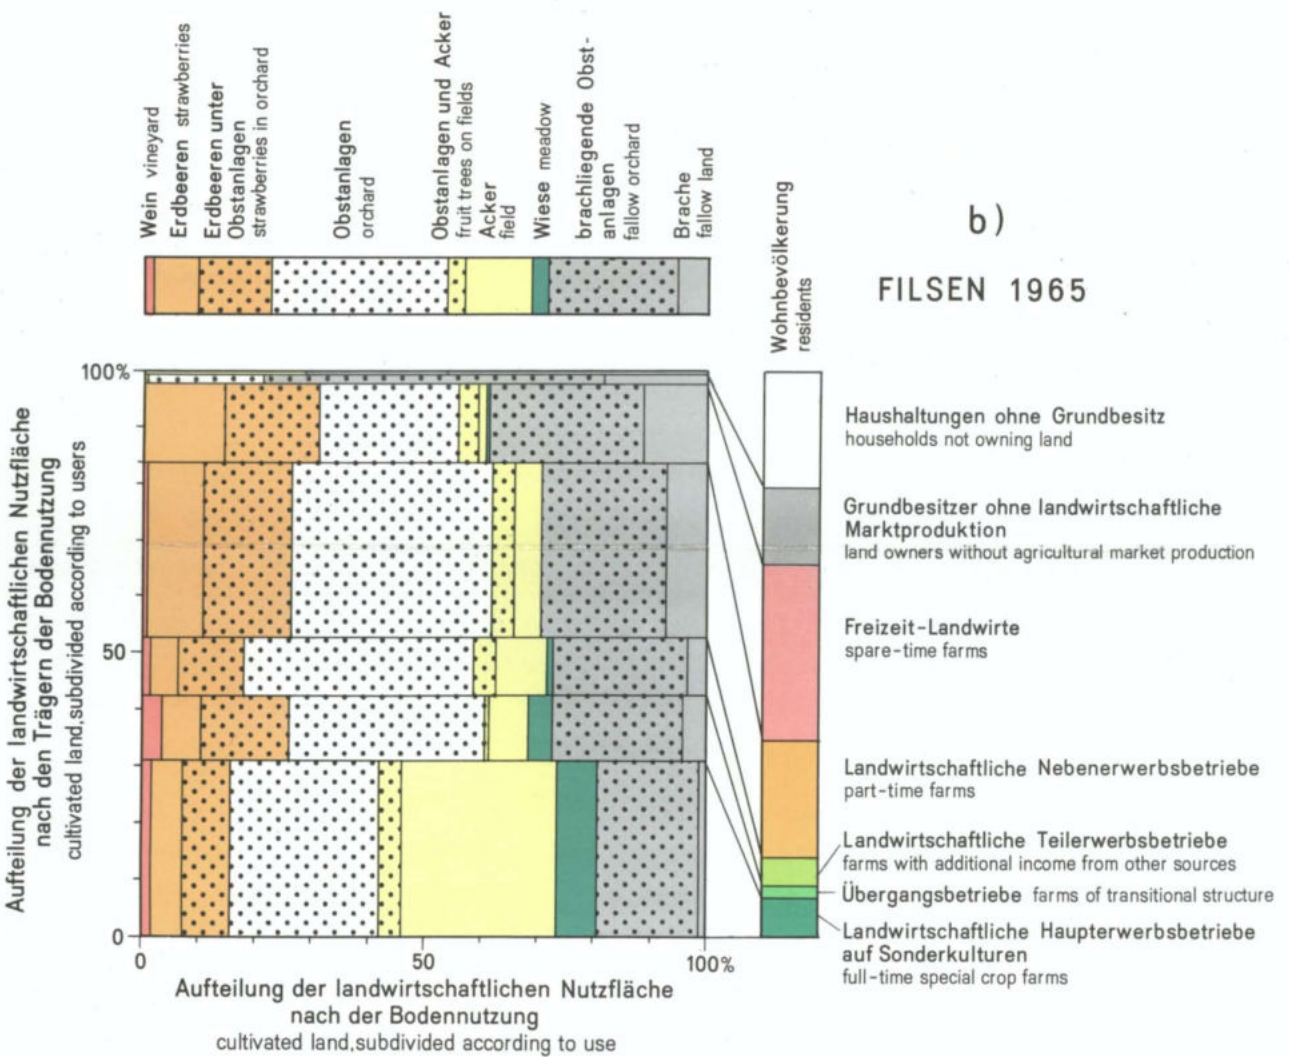 Wein vineyard
Erdbeeren strawberries
Erdbeeren unter
Obstanlagen
strawberries in orchard
Obstanlagen
orchard
Obstanlagen und Acker
fruit trees on fields
Acker
field
Wiese meadow
brachliegende Obst-
anlagen
fallow orchard
Brache
fallow land
Wohnbevölkerung
residents
b)
FILSEN 1965
Aufteilung der landwirtschaftlichen Nutzfläche
nach den Trägern der Bodennutzung
cultivated land,subdivided according to users
100%
50
0
0
50
100%
Aufteilung der landwirtschaftlichen Nutzfläche
nach der Bodennutzung
cultivated land,subdivided according to use
Haushaltungen ohne Grundbesitz
households not owning land
Grundbesitzer ohne landwirtschaftliche
Marktproduktion
land owners without agricultural market production
Freizeit-Landwirte
spare-time farms
Landwirtschaftliche Nebenerwerbsbetriebe
part-time farms
Landwirtschaftliche Teilerwerbsbetriebe
farms with additional income from other sources
Übergangsbetriebe farms of transitional structure
Landwirtschaftliche Haupterwerbsbetriebe
auf Sonderkulturen
full-time special crop farms